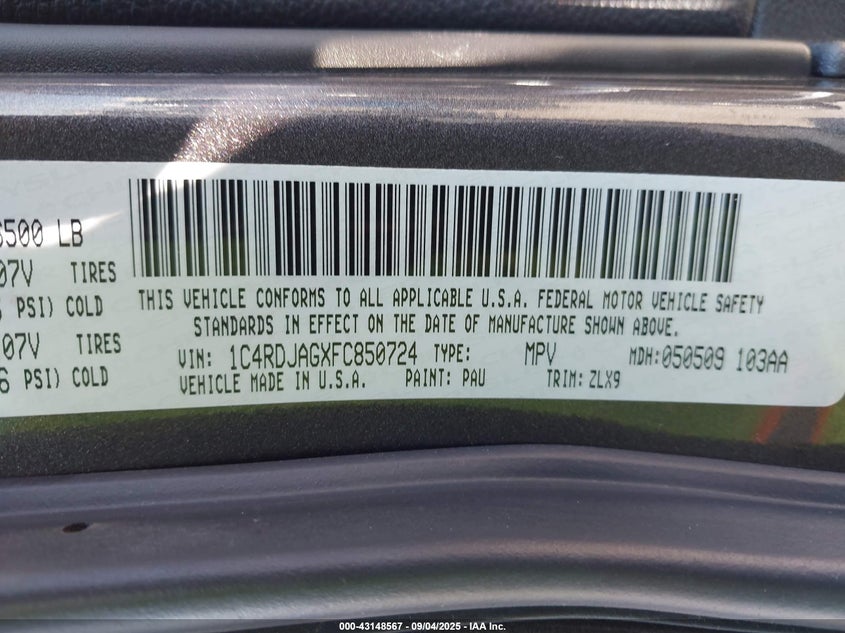 6500 LB
07V TIRES
PSI) COLD
07V TIRES
6 PSI) COLD
THIS VEHICLE CONFORMS TO ALL APPLICABLE U.S.A. FEDERAL MOTOR VEHICLE SAFETY
STANDARDS IN EFFECT ON THE DATE OF MANUFACTURE SHOWN ABOVE.
VIN: 1C4RDJAGXFC850724 TYPE: MPV MDH:050509 103AA
VEHICLE MADE IN U.S.A. PAINT: PAU TRIM: ZLX9
000-43148567 - 09/04/2025 - IAA Inc.